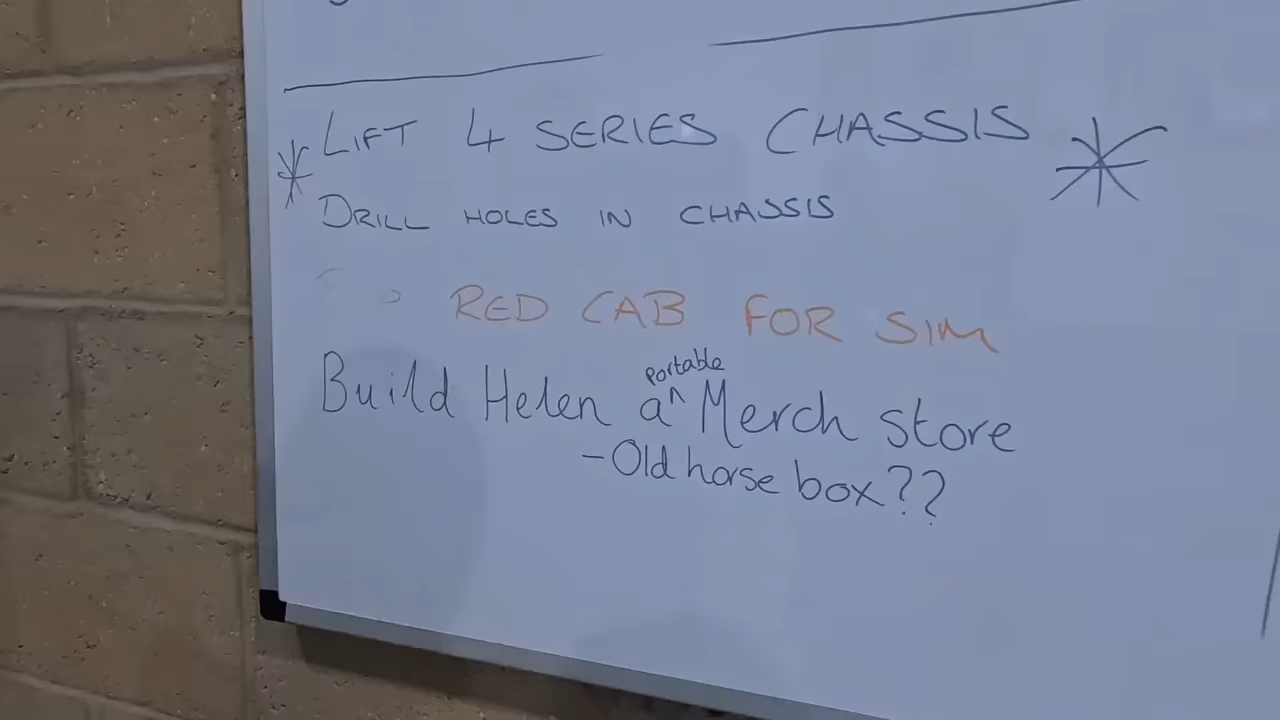 LIFT 4 SERIES CHASSIS
DRILL HOLES IN CHASSIS
RED CAB FOR SIM
Build Helen a^ portable Merch store
- Old horse box??